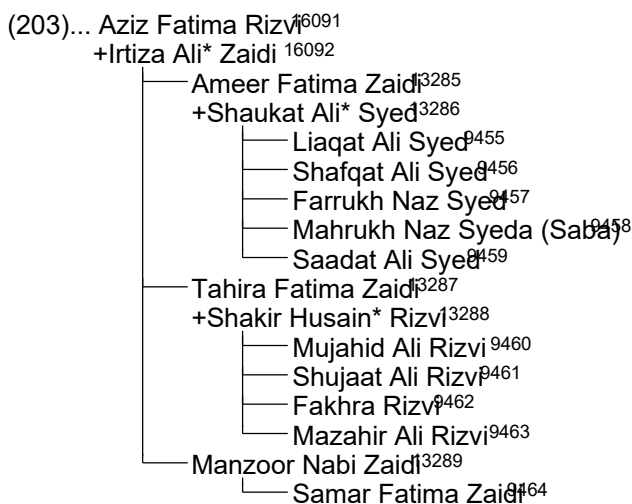 (203)... Aziz Fatima Rizvi16091
+Irtiza Ali* Zaidi 16092
Ameer Fatima Zaidi13285
+Shaukat Ali* Syed13286
Liaqat Ali Syed9455
Shafqat Ali Syed9456
Farrukh Naz Syed9457
Mahrukh Naz Syeda (Saba)9458
Saadat Ali Syed9459
Tahira Fatima Zaidi13287
+Shakir Husain* Rizvi13288
Mujahid Ali Rizvi9460
Shujaat Ali Rizvi9461
Fakhra Rizvi9462
Mazahir Ali Rizvi9463
Manzoor Nabi Zaidi13289
Samar Fatima Zaidi9464